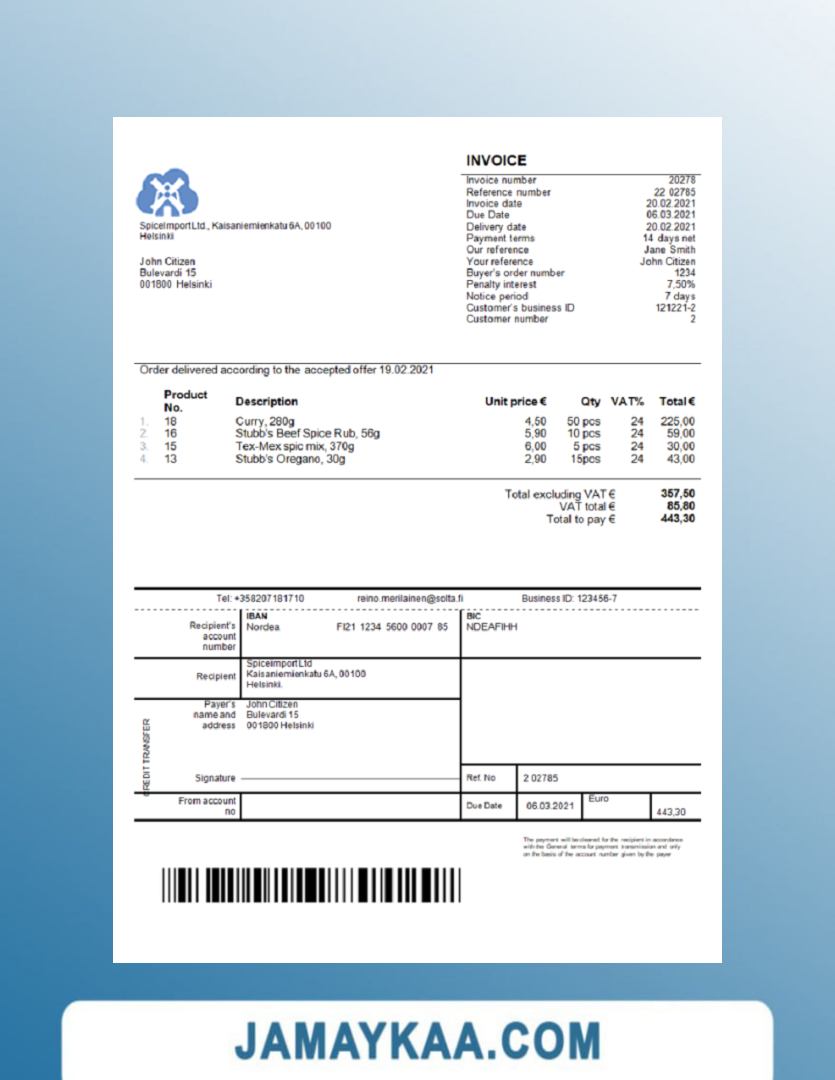 INVOICE
Invoice number 20278
Reference number 22 02785
Invoice date 20.02.2021
Due Date 06.03.2021
Delivery date 20.02.2021
Payment terms 14 days net
Our reference Jane Smith
Your reference John Citizen
Buyer's order number 1234
Penalty interest 7,50%
Notice period 7 days
Customer's business ID 121221-2
Customer number 2
SpiceImport Ltd., Kaisaniemienkatu 6A, 00100
Helsinki
John Citizen
Bulevardi 15
001800 Helsinki
Order delivered according to the accepted offer 19.02.2021
Product No. Description Unit price € Qty VAT% Total €
1. 18 Curry, 280g 4,50 50 pcs 24 225,00
2. 16 Stubb's Beef Spice Rub, 56g 5,90 10 pcs 24 59,00
3. 15 Tex-Mex spic mix, 370g 6,00 5 pcs 24 30,00
4. 13 Stubb's Oregano, 30g 2,90 15pcs 24 43,00
Total excluding VAT € 357,50
VAT total € 85,80
Total to pay € 443,30
Tel: +358207181710 reino.merilainen@solta.fi Business ID: 123456-7
Recipient's account number
IBAN
Nordea FI21 1234 5600 0007 85
BIC
NDEAFIHH
Recipient
SpiceImport Ltd
Kaisaniemienkatu 6A, 00100
Helsinki.
Payer's name and address
John Citizen
Bulevardi 15
001800 Helsinki
CREDIT TRANSFER
Signature
Ref. No 2 02785
From account no
Due Date 06.03.2021 Euro 443,30
The payment will be cleared for the recipient in accordance
with the General terms for payment transmission and only
on the basis of the account number given by the payer
JAMAYKAA.COM